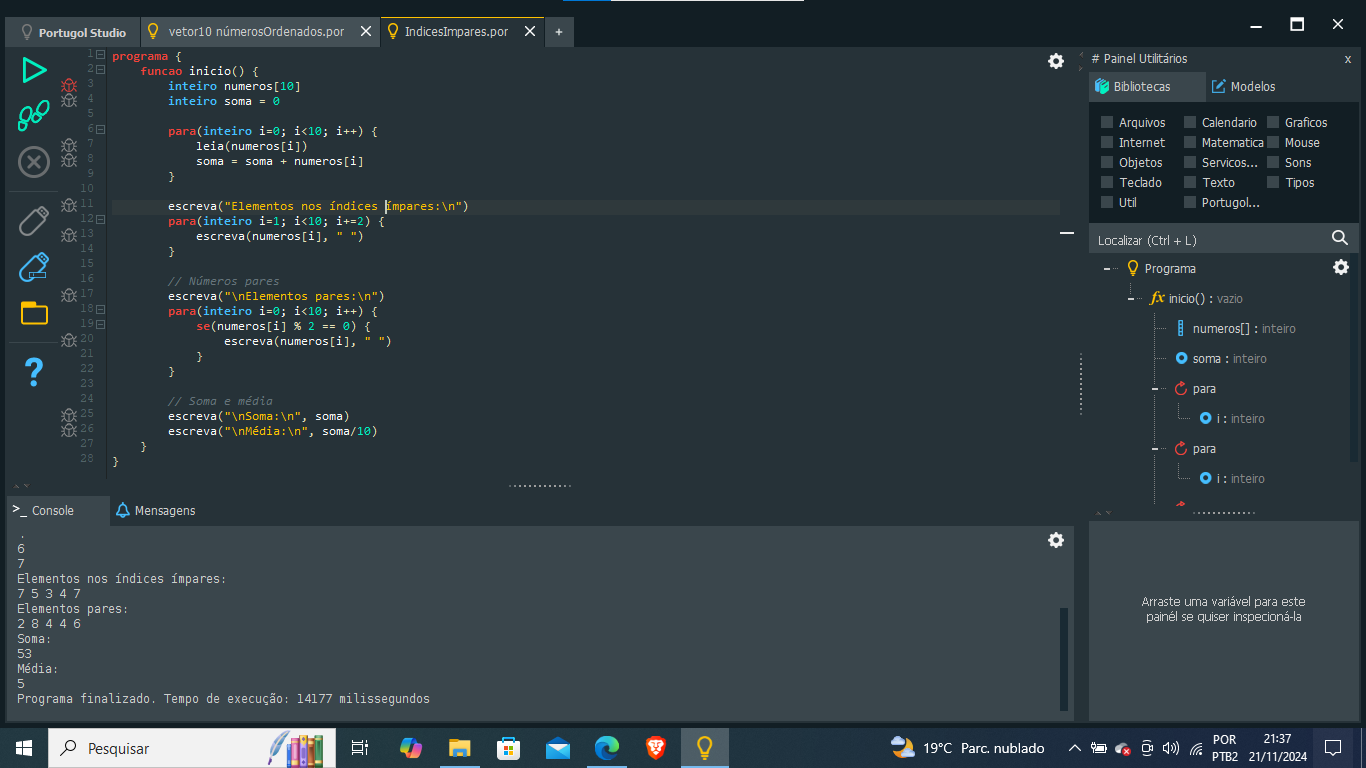 Portugol Studio
vetor10 númerosOrdenados.por
IndicesImpares.por
+
1 programa {
2 funcao inicio() {
3 inteiro numeros[10]
4 inteiro soma = 0
5
6 para(inteiro i=0; i<10; i++) {
7 leia(numeros[i])
8 soma = soma + numeros[i]
9 }
10
11 escreva("Elementos nos índices ímpares:\n")
12 para(inteiro i=1; i<10; i+=2) {
13 escreva(numeros[i], " ")
14 }
15
16 // Números pares
17 escreva("\nElementos pares:\n")
18 para(inteiro i=0; i<10; i++) {
19 se(numeros[i] % 2 == 0) {
20 escreva(numeros[i], " ")
21 }
22 }
23
24 // Soma e média
25 escreva("\nSoma:\n", soma)
26 escreva("\nMédia:\n", soma/10)
27 }
28 }
# Painel Utilitários
x
Bibliotecas
Modelos
Arquivos Calendario Graficos
Internet Matematica Mouse
Objetos Servicos... Sons
Teclado Texto Tipos
Util Portugol...
Localizar (Ctrl + L)
Programa
fx inicio() : vazio
numeros[] : inteiro
soma : inteiro
para
i : inteiro
para
i : inteiro
Arraste uma variável para este
painél se quiser inspecioná-la
>_ Console
Mensagens
6
7
Elementos nos índices ímpares:
7 5 3 4 7
Elementos pares:
2 8 4 4 6
Soma:
53
Média:
5
Programa finalizado. Tempo de execução: 14177 milissegundos
Pesquisar
19°C Parc. nublado
POR
PTB2
21:37
21/11/2024